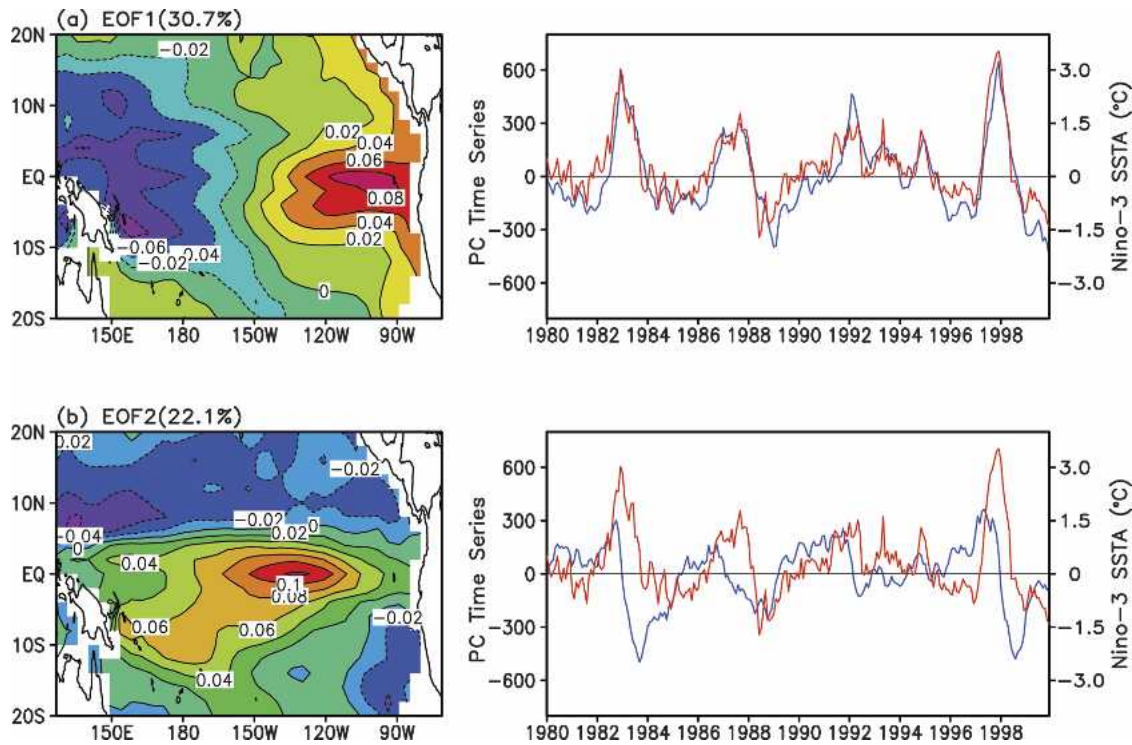 (a) EOF1(30.7%)
20N
10N
EQ
10S
20S
−0.02
0.02
0.04
0.06
0.08
0.04
0.02
−0.06
0.04
−0.02
0
150E 180 150W 120W 90W
PC Time Series
600
300
0
−300
−600
3.0
1.5
0
−1.5
−3.0
Nino−3 SSTA (°C)
1980 1982 1984 1986 1988 1990 1992 1994 1996 1998
(b) EOF2(22.1%)
20N
10N
EQ
10S
20S
0.02
−0.02
−0.04
−0.02
0
0
0.02
0.04
0.1
0.08
−0.02
0.06
0.06
0.04
150E 180 150W 120W 90W
PC Time Series
600
300
0
−300
−600
3.0
1.5
0
−1.5
−3.0
Nino−3 SSTA (°C)
1980 1982 1984 1986 1988 1990 1992 1994 1996 1998